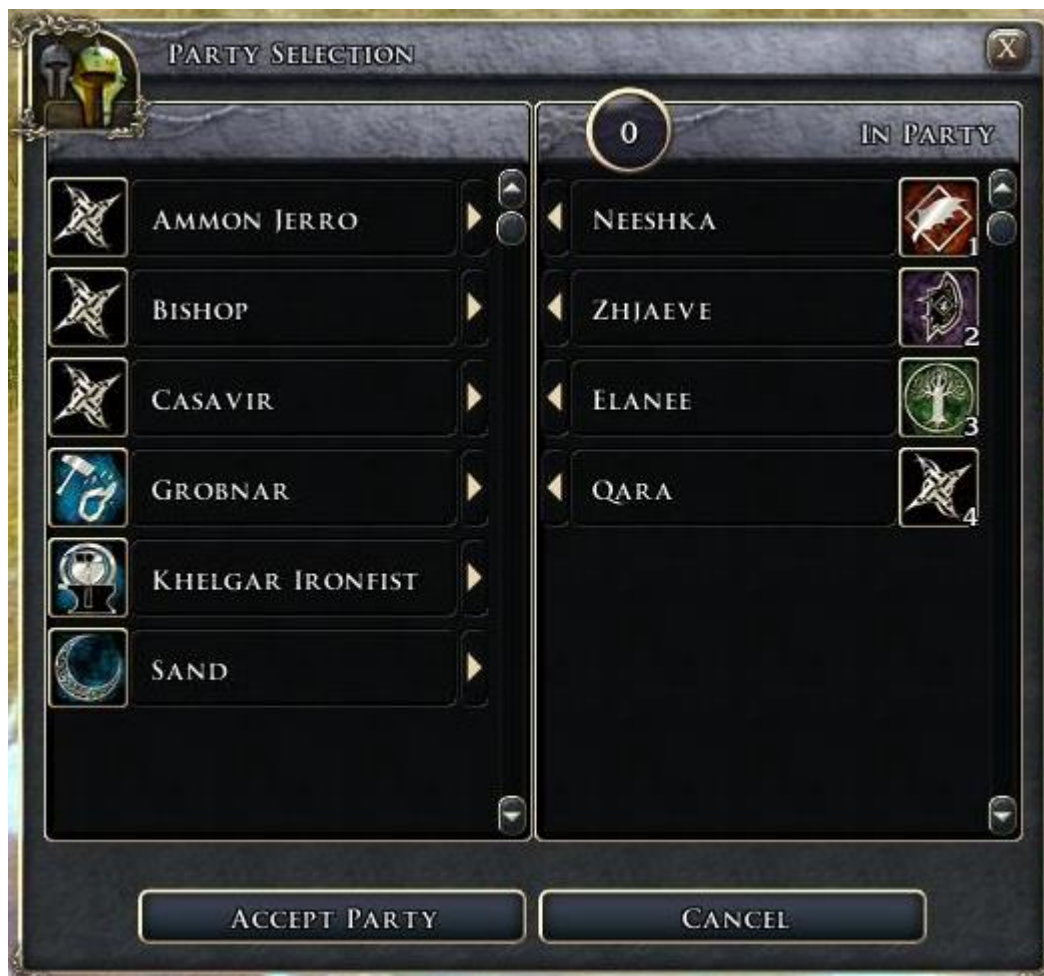 Party Selection
X
0
In Party
Ammon Jerro
Bishop
Casavir
Grobnar
Khelgar Ironfist
Sand
Neeshka
1
Zhjaeve
2
Elanee
3
Qara
4
Accept Party
Cancel